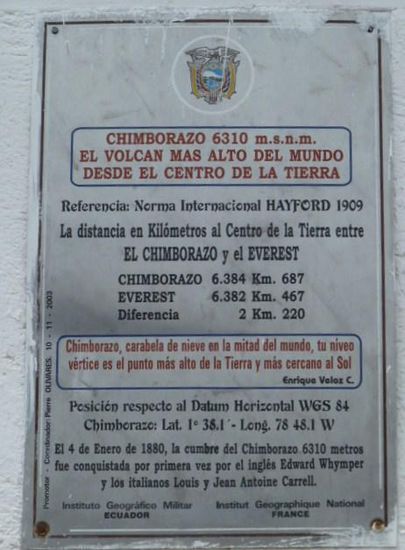 CHIMBORAZO 6310 m.s.n.m.
EL VOLCAN MAS ALTO DEL MUNDO
DESDE EL CENTRO DE LA TIERRA
Referencia: Norma Internacional HAYFORD 1909
La distancia en Kilómetros al Centro de la Tierra entre
EL CHIMBORAZO y el EVEREST
CHIMBORAZO 6.384 Km. 687
EVEREST 6.382 Km. 467
Diferencia 2 Km. 220
Chimborazo, carabela de nieve en la mitad del mundo, tu niveo
vértice es el punto más alto de la Tierra y más cercano al Sol
Enrique Veloz C.
Posición respecto al Datum Horizontal WGS 84
Chimborazo: Lat. 1º 38.1´- Long. 78 48.1 W
El 4 de Enero de 1880, la cumbre del Chimborazo 6310 metros
fue conquistada por primera vez por el inglés Edward Whymper
y los italianos Louis y Jean Antoine Carrell.
Instituto Geográfico Militar Institut Geographique National
ECUADOR FRANCE
Promotor - Coordinador: Pierre OLIVARES. 10 - 11 - 2003